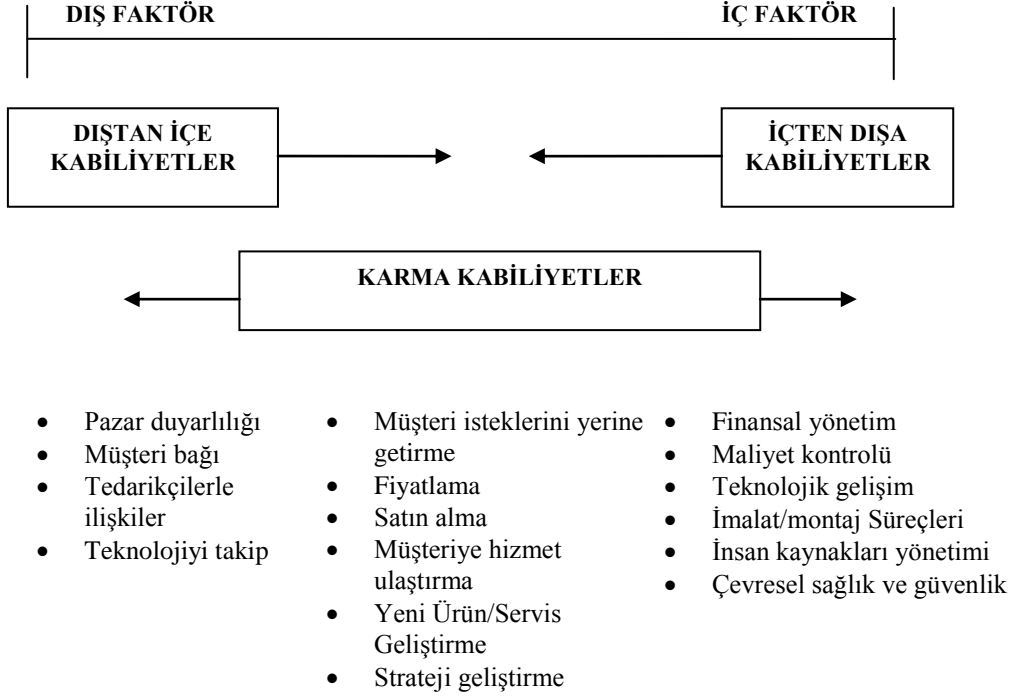 DIŞ FAKTÖR
İÇ FAKTÖR
DIŞTAN İÇE
KABİLİYETLER
İÇTEN DIŞA
KABİLİYETLER
KARMA KABİLİYETLER
• Pazar duyarlılığı
• Müşteri bağı
• Tedarikçilerle
ilişkiler
• Teknolojiyi takip
• Müşteri isteklerini yerine
getirme
• Fiyatlama
• Satın alma
• Müşteriye hizmet
ulaştırma
• Yeni Ürün/Servis
Geliştirme
• Strateji geliştirme
• Finansal yönetim
• Maliyet kontrolü
• Teknolojik gelişim
• İmalat/montaj Süreçleri
• İnsan kaynakları yönetimi
• Çevresel sağlık ve güvenlik